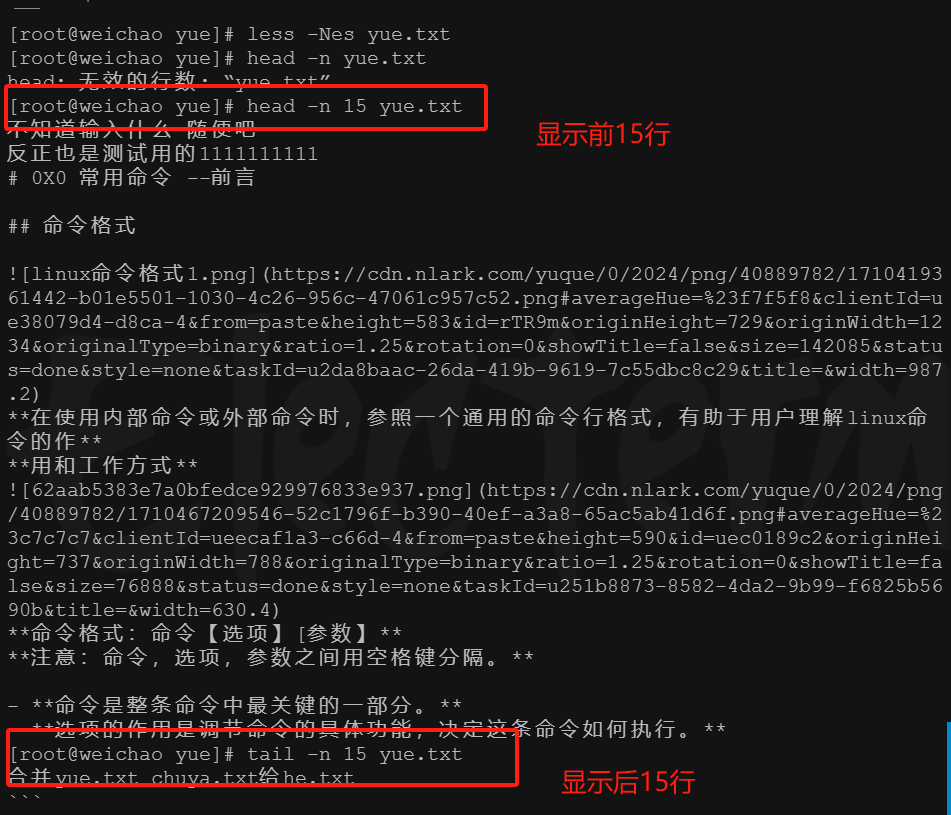 [root@weichao yue]# less -Nes yue.txt
[root@weichao yue]# head -n yue.txt
head: 无效的行数: “yue.txt”
[root@weichao yue]# head -n 15 yue.txt
显示前15行
不知道输入什么 随便吧
反正也是测试用的1111111111
# 0X0 常用命令 --前言
## 命令格式
![linux命令格式1.png](https://cdn.nlark.com/yuque/0/2024/png/40889782/17104193
61442-b01e5501-1030-4c26-956c-47061c957c52.png#averageHue=%23f7f5f8&clientId=u
e38079d4-d8ca-4&from=paste&height=583&id=rTR9m&originHeight=729&originWidth=12
34&originalType=binary&ratio=1.25&rotation=0&showTitle=false&size=142085&statu
s=done&style=none&taskId=u2da8baac-26da-419b-9619-7c55dbc8c29&title=&width=987
.2)
**在使用内部命令或外部命令时，参照一个通用的命令行格式，有助于用户理解linux命
令的作**
**用和工作方式**
![62aab5383e7a0bfedce929976833e937.png](https://cdn.nlark.com/yuque/0/2024/png
/40889782/1710467209546-52c1796f-b390-40ef-a3a8-65ac5ab41d6f.png#averageHue=%2
3c7c7c7&clientId=ueecaf1a3-c66d-4&from=paste&height=590&id=uec0189c2&originHei
ght=737&originWidth=788&originalType=binary&ratio=1.25&rotation=0&showTitle=fa
lse&size=76888&status=done&style=none&taskId=u251b8873-8582-4da2-9b99-f6825b56
90b&title=&width=630.4)
**命令格式：命令【选项】[参数】**
**注意：命令，选项，参数之间用空格键分隔。**
- **命令是整条命令中最关键的一部分。**
**选项的作用是调节命令的具体功能，决定这条命令如何执行。**
[root@weichao yue]# tail -n 15 yue.txt
合并yue.txt chuya.txt给he.txt
显示后15行
```